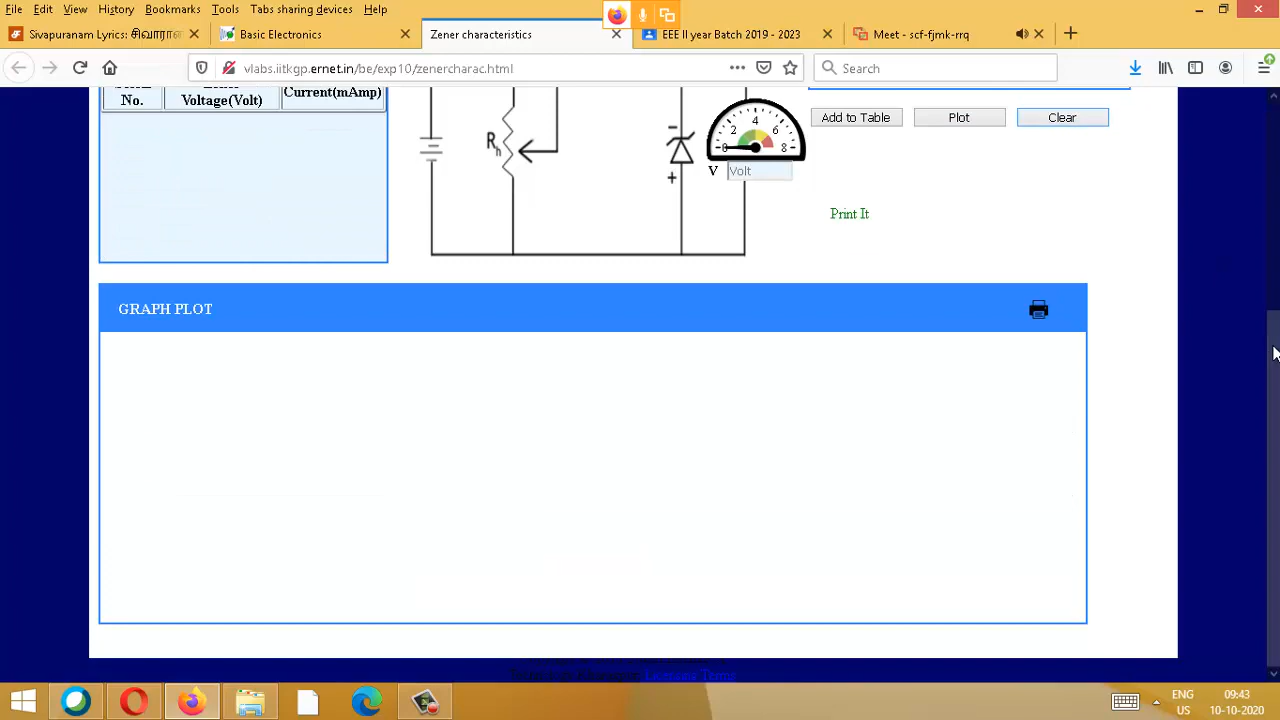 File Edit View History Bookmarks Tools Tabs sharing devices Help
Sivapuranam Lyrics: சிவபுராண
Basic Electronics
Zener characteristics
EEE II year Batch 2019 - 2023
Meet - scf-fjmk-rrq
vlabs.iitkgp.ernet.in/be/exp10/zenercharac.html
Search
No. Voltage(Volt) Current(mAmp)
Rh
- +
0 2 4 6 8
V Volt
Add to Table Plot Clear
Print It
GRAPH PLOT
Licensing Terms
ENG 09:43
US 10-10-2020